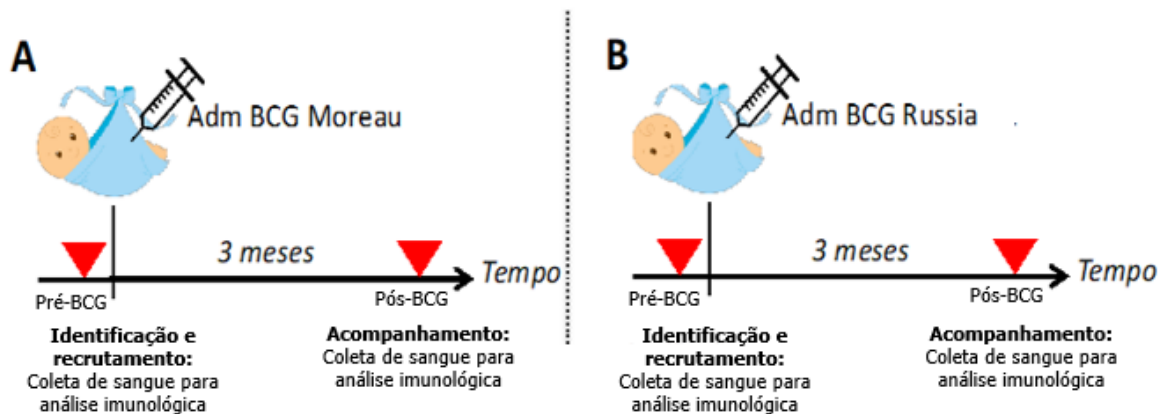 A
Adm BCG Moreau
3 meses
Tempo
Pré-BCG
Pós-BCG
Identificação e
recrutamento:
Coleta de sangue para
análise imunológica
Acompanhamento:
Coleta de sangue para
análise imunológica
B
Adm BCG Russia
3 meses
Tempo
Pré-BCG
Pós-BCG
Identificação e
recrutamento:
Coleta de sangue para
análise imunológica
Acompanhamento:
Coleta de sangue para
análise imunológica